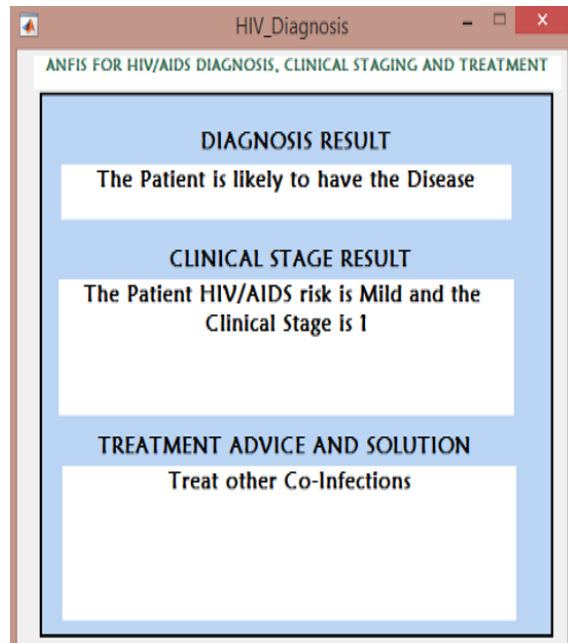 HIV_Diagnosis
X
ANFIS FOR HIV/AIDS DIAGNOSIS, CLINICAL STAGING AND TREATMENT
DIAGNOSIS RESULT
The Patient is likely to have the Disease
CLINICAL STAGE RESULT
The Patient HIV/AIDS risk is Mild and the
Clinical Stage is 1
TREATMENT ADVICE AND SOLUTION
Treat other Co-Infections